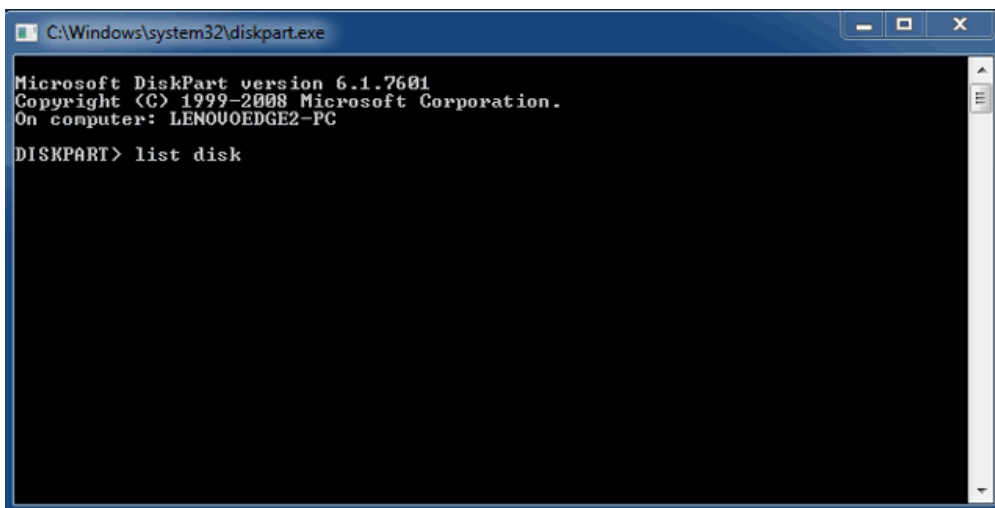 C:\Windows\system32\diskpart.exe
Microsoft DiskPart version 6.1.7601
Copyright (C) 1999-2008 Microsoft Corporation.
On computer: LENOVOEDGE2-PC
DISKPART> list disk